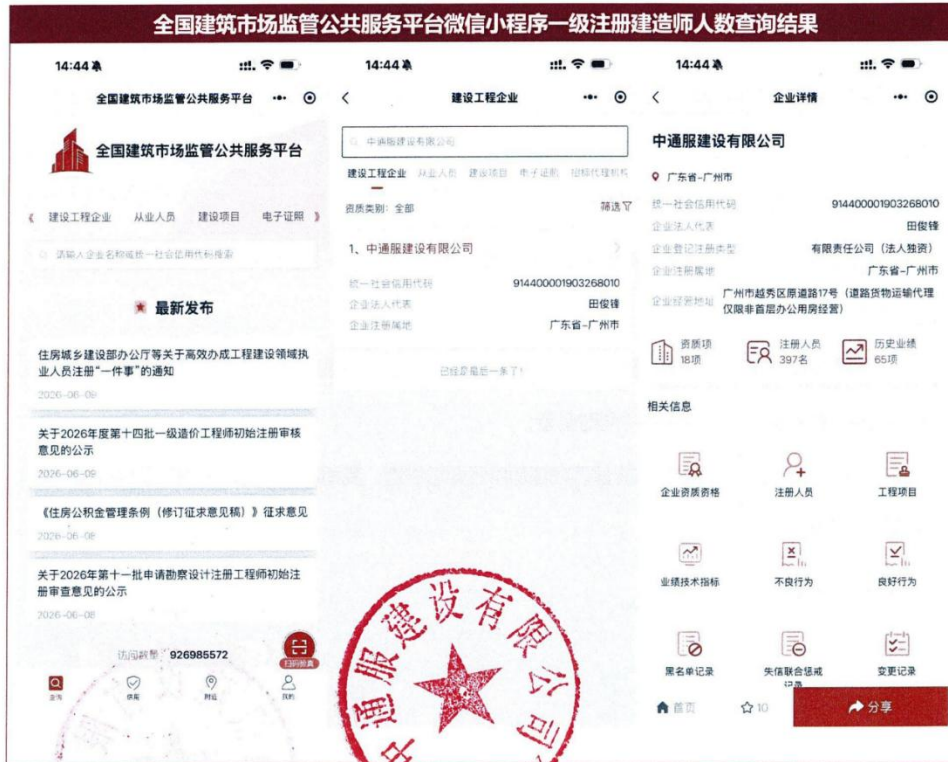 全国建筑市场监管公共服务平台微信小程序一级注册建造师人数查询结果
14:44
全国建筑市场监管公共服务平台
全国建筑市场监管公共服务平台
建设工程企业 从业人员 建设项目 电子证照
请输入企业名称或统一社会信用代码搜索
最新发布
住房城乡建设部办公厅等关于高效办成工程建设领域执
业人员注册“一件事”的通知
2026-06-09
关于2026年度第十四批一级造价工程师初始注册审核
意见的公示
2026-06-09
《住房公积金管理条例（修订征求意见稿）》征求意见
2026-06-08
关于2026年第十一批申请勘察设计注册工程师初始注
册审查意见的公示
2026-06-08
访问数量 926985572
扫码验真
查询 信用 附近 我的
14:44
建设工程企业
中通服建设有限公司
建设工程企业 从业人员 建设项目 电子证照 招标代理机构
资质类别：全部 筛选
1、中通服建设有限公司
统一社会信用代码 914400001903268010
企业法人代表 田俊锋
企业注册属地 广东省-广州市
已经是最后一条了！
中通服建设有限公司
14:44
企业详情
中通服建设有限公司
广东省-广州市
统一社会信用代码 914400001903268010
企业法人代表 田俊锋
企业登记注册类型 有限责任公司（法人独资）
企业注册属地 广东省-广州市
企业经营地址 广州市越秀区原道路17号（道路货物运输代理
仅限非首层办公用房经营）
资质项 注册人员 历史业绩
18项 397名 65项
相关信息
企业资质资格 注册人员 工程项目
业绩技术指标 不良行为 良好行为
黑名单记录 失信联合惩戒 变更记录
记录
首页 10 分享